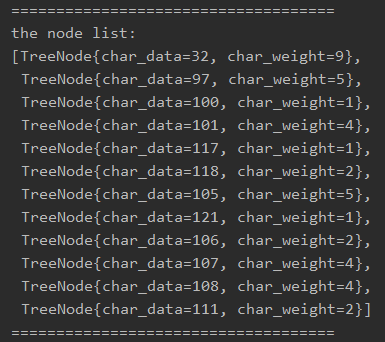 ====================================
the node list:
[TreeNode{char_data=32, char_weight=9},
TreeNode{char_data=97, char_weight=5},
TreeNode{char_data=100, char_weight=1},
TreeNode{char_data=101, char_weight=4},
TreeNode{char_data=117, char_weight=1},
TreeNode{char_data=118, char_weight=2},
TreeNode{char_data=105, char_weight=5},
TreeNode{char_data=121, char_weight=1},
TreeNode{char_data=106, char_weight=2},
TreeNode{char_data=107, char_weight=4},
TreeNode{char_data=108, char_weight=4},
TreeNode{char_data=111, char_weight=2}]
====================================